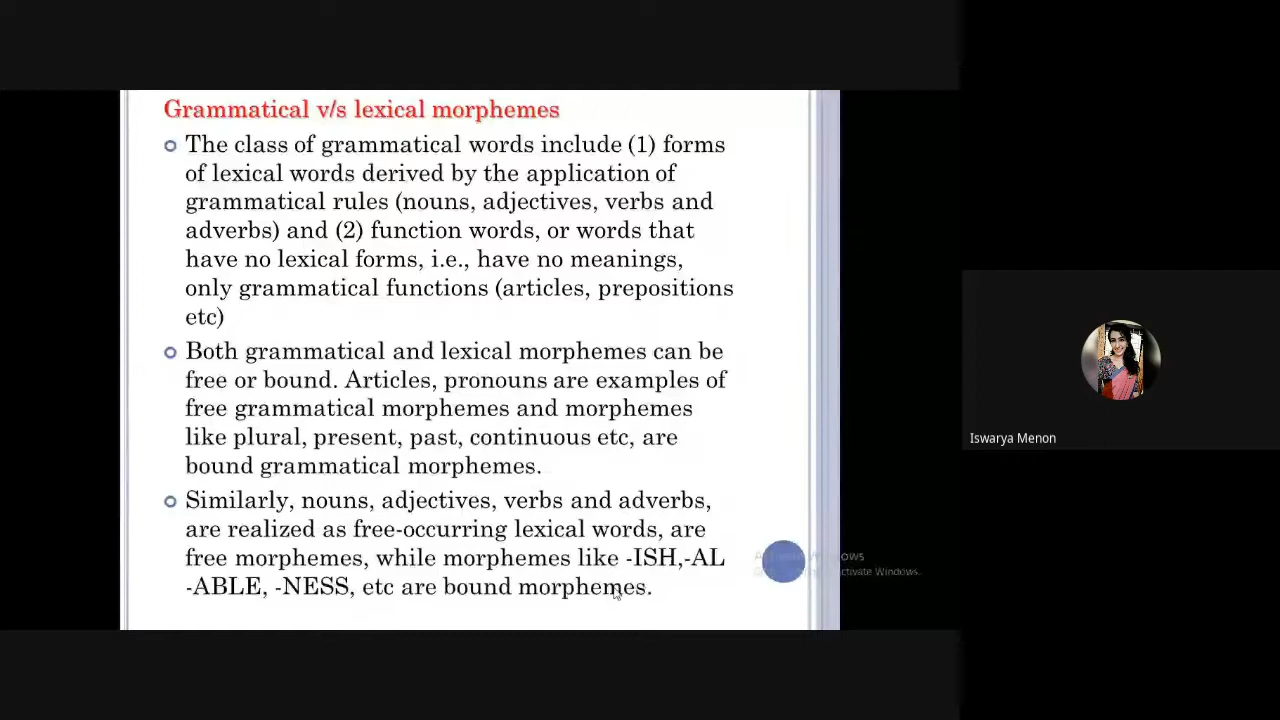 Grammatical v/s lexical morphemes
The class of grammatical words include (1) forms
of lexical words derived by the application of
grammatical rules (nouns, adjectives, verbs and
adverbs) and (2) function words, or words that
have no lexical forms, i.e., have no meanings,
only grammatical functions (articles, prepositions
etc)
Both grammatical and lexical morphemes can be
free or bound. Articles, pronouns are examples of
free grammatical morphemes and morphemes
like plural, present, past, continuous etc, are
bound grammatical morphemes.
Similarly, nouns, adjectives, verbs and adverbs,
are realized as free-occurring lexical words, are
free morphemes, while morphemes like -ISH,-AL
-ABLE, -NESS, etc are bound morphemes.
Windows.
Iswarya Menon